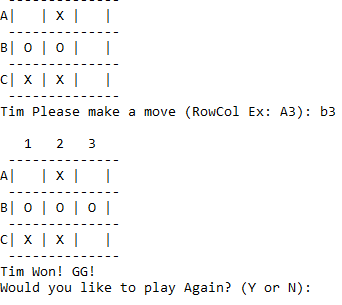 ---------------
A|   | X |   |
---------------
B| O | O |   |
---------------
C| X | X |   |
---------------
Tim Please make a move (RowCol Ex: A3): b3
1   2   3
---------------
A|   | X |   |
---------------
B| O | O | O |
---------------
C| X | X |   |
---------------
Tim Won! GG!
Would you like to play Again? (Y or N):